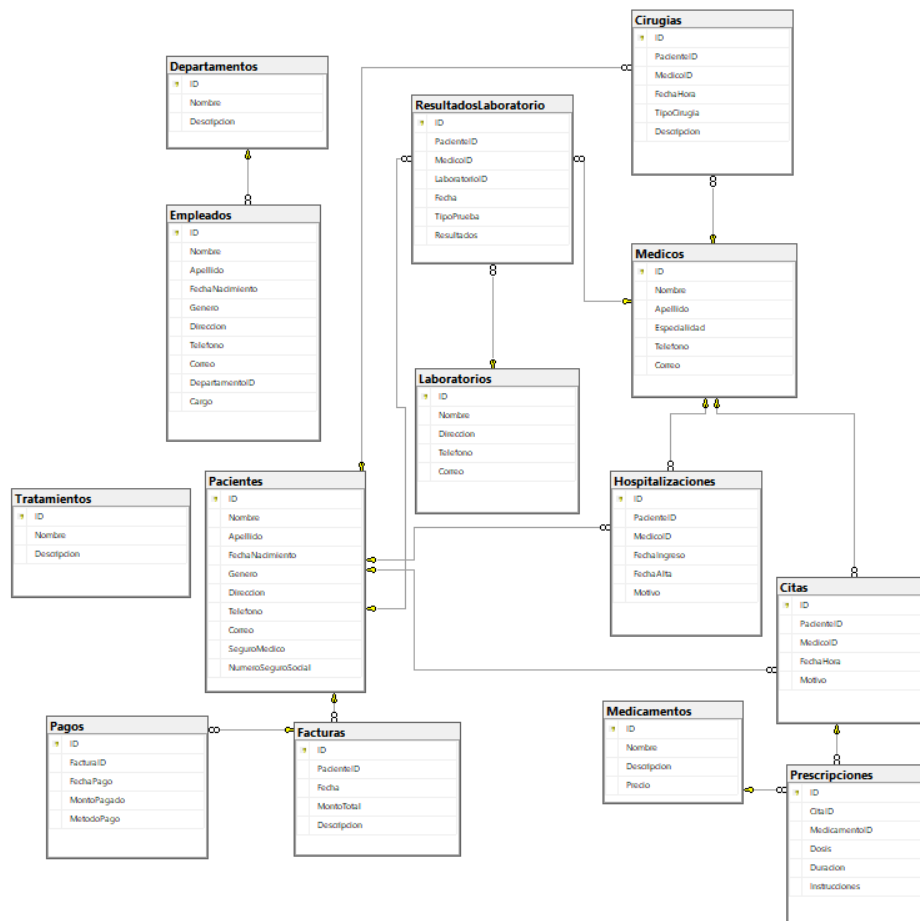 Cirugias
ID
PacienteID
MedicoID
FechaHora
TipoCirugia
Descripcion
Departamentos
ID
Nombre
Descripcion
ResultadosLaboratorio
ID
PacienteID
MedicoID
LaboratorioID
Fecha
TipoPrueba
Resultados
Empleados
ID
Nombre
Apellido
FechaNacimiento
Genero
Direccion
Telefono
Correo
DepartamentoID
Cargo
Medicos
ID
Nombre
Apellido
Especialidad
Telefono
Correo
Laboratorios
ID
Nombre
Direccion
Telefono
Correo
Pacientes
ID
Nombre
Apellido
FechaNacimiento
Genero
Direccion
Telefono
Correo
SeguroMedico
NumeroSeguroSocial
Hospitalizaciones
ID
PacienteID
MedicoID
FechaIngreso
FechaAlta
Motivo
Tratamientos
ID
Nombre
Descripcion
Citas
ID
PacienteID
MedicoID
FechaHora
Motivo
Pagos
ID
FacturaID
FechaPago
MontoPagado
MetodoPago
Facturas
ID
PacienteID
Fecha
MontoTotal
Descripcion
Medicamentos
ID
Nombre
Descripcion
Precio
Prescripciones
ID
CitaID
MedicamentoID
Dosis
Duracion
Instrucciones